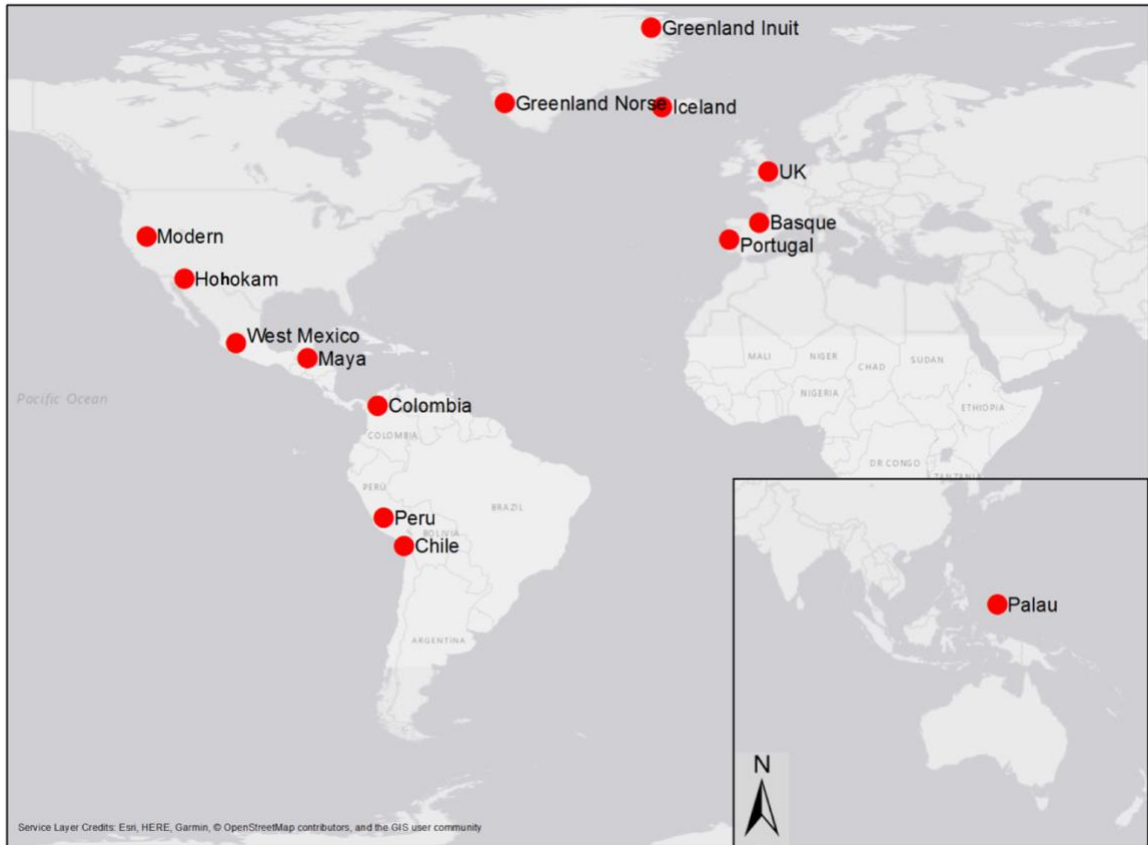 Greenland Inuit
Greenland Norse
Iceland
UK
Basque
Portugal
Modern
Hohokam
West Mexico
Maya
MALI
NIGER
CHAD
SUDAN
NIGERIA
ETHIOPIA
Pacific Ocean
Colombia
COLOMBIA
DR CONGO
TANZANIA
PERU
BRAZIL
Peru
BOLIVIA
Chile
Palau
ARGENTINA
N
Service Layer Credits: Esri, HERE, Garmin, © OpenStreetMap contributors, and the GIS user community